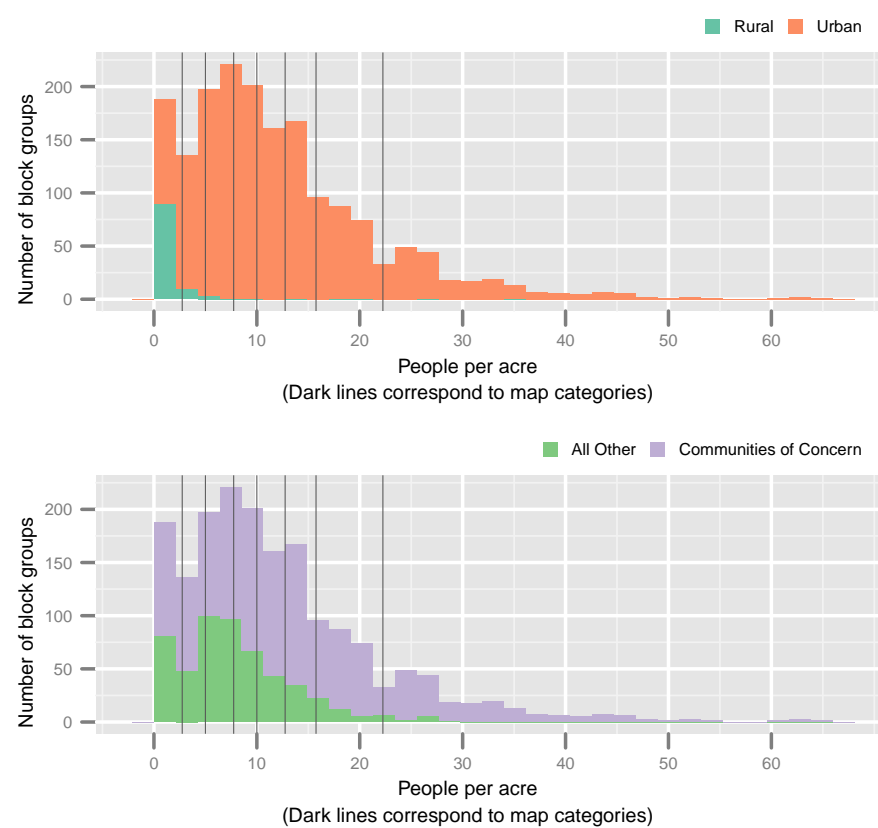 Rural Urban
Number of block groups
200
150
100
50
0
0 10 20 30 40 50 60
People per acre
(Dark lines correspond to map categories)
All Other Communities of Concern
Number of block groups
200
150
100
50
0
0 10 20 30 40 50 60
People per acre
(Dark lines correspond to map categories)